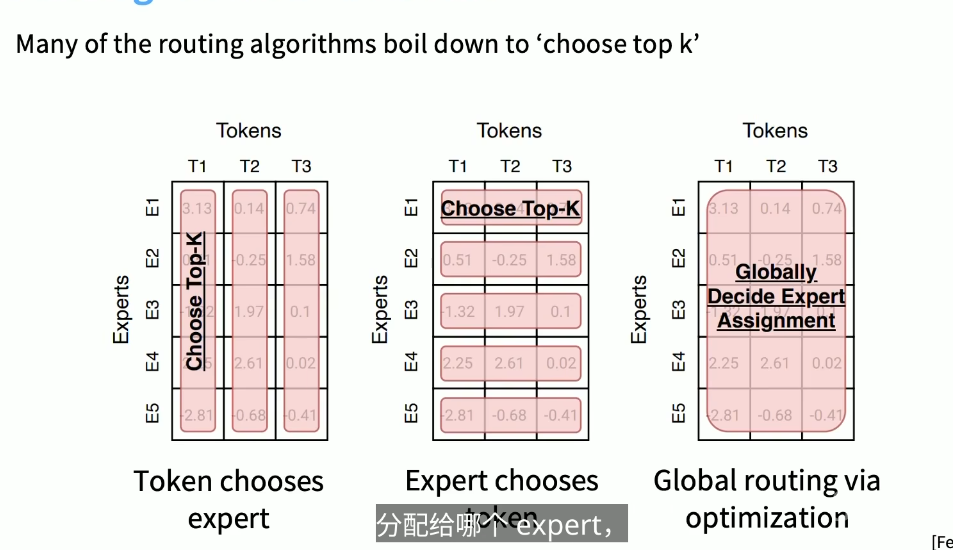 Many of the routing algorithms boil down to ‘choose top k’
Tokens
T1 T2 T3
Experts
E1 3.13 0.14 0.74
E2 -0.25 1.58
E3 1.97 0.1
E4 2.61 0.02
E5 -2.81 -0.68 -0.41
Choose Top-K
Token chooses
expert
Tokens
T1 T2 T3
Experts
E1 Choose Top-K
E2 0.51 -0.25 1.58
E3 -1.32 1.97 0.1
E4 2.25 2.61 0.02
E5 -2.81 -0.68 -0.41
Expert chooses
token
Tokens
T1 T2 T3
Experts
E1 3.13 0.14 0.74
E2 0.51 -0.25 1.58
E3
E4 2.25 2.61 0.02
E5 -2.81 -0.68 -0.41
Globally
Decide Expert
Assignment
Global routing via
optimization
分配给哪个 expert，
[Fe